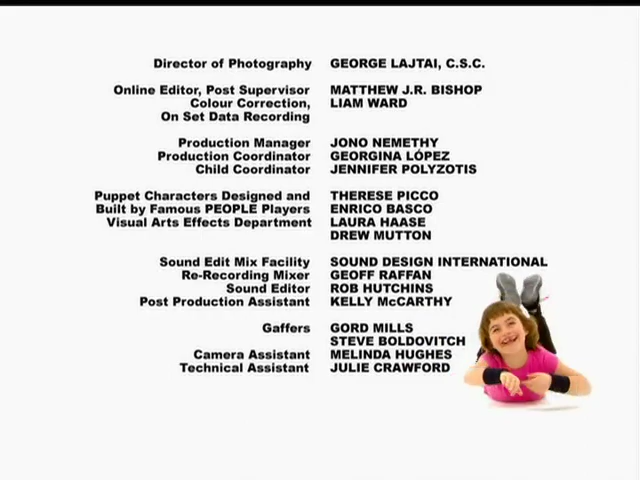 Director of Photography GEORGE LAJTAI, C.S.C.
Online Editor, Post Supervisor MATTHEW J.R. BISHOP
Colour Correction, LIAM WARD
On Set Data Recording
Production Manager JONO NEMETHY
Production Coordinator GEORGINA LÓPEZ
Child Coordinator JENNIFER POLYZOTIS
Puppet Characters Designed and THERESE PICCO
Built by Famous PEOPLE Players ENRICO BASCO
Visual Arts Effects Department LAURA HAASE
DREW MUTTON
Sound Edit Mix Facility SOUND DESIGN INTERNATIONAL
Re-Recording Mixer GEOFF RAFFAN
Sound Editor ROB HUTCHINS
Post Production Assistant KELLY McCARTHY
Gaffers GORD MILLS
STEVE BOLDOVITCH
Camera Assistant MELINDA HUGHES
Technical Assistant JULIE CRAWFORD